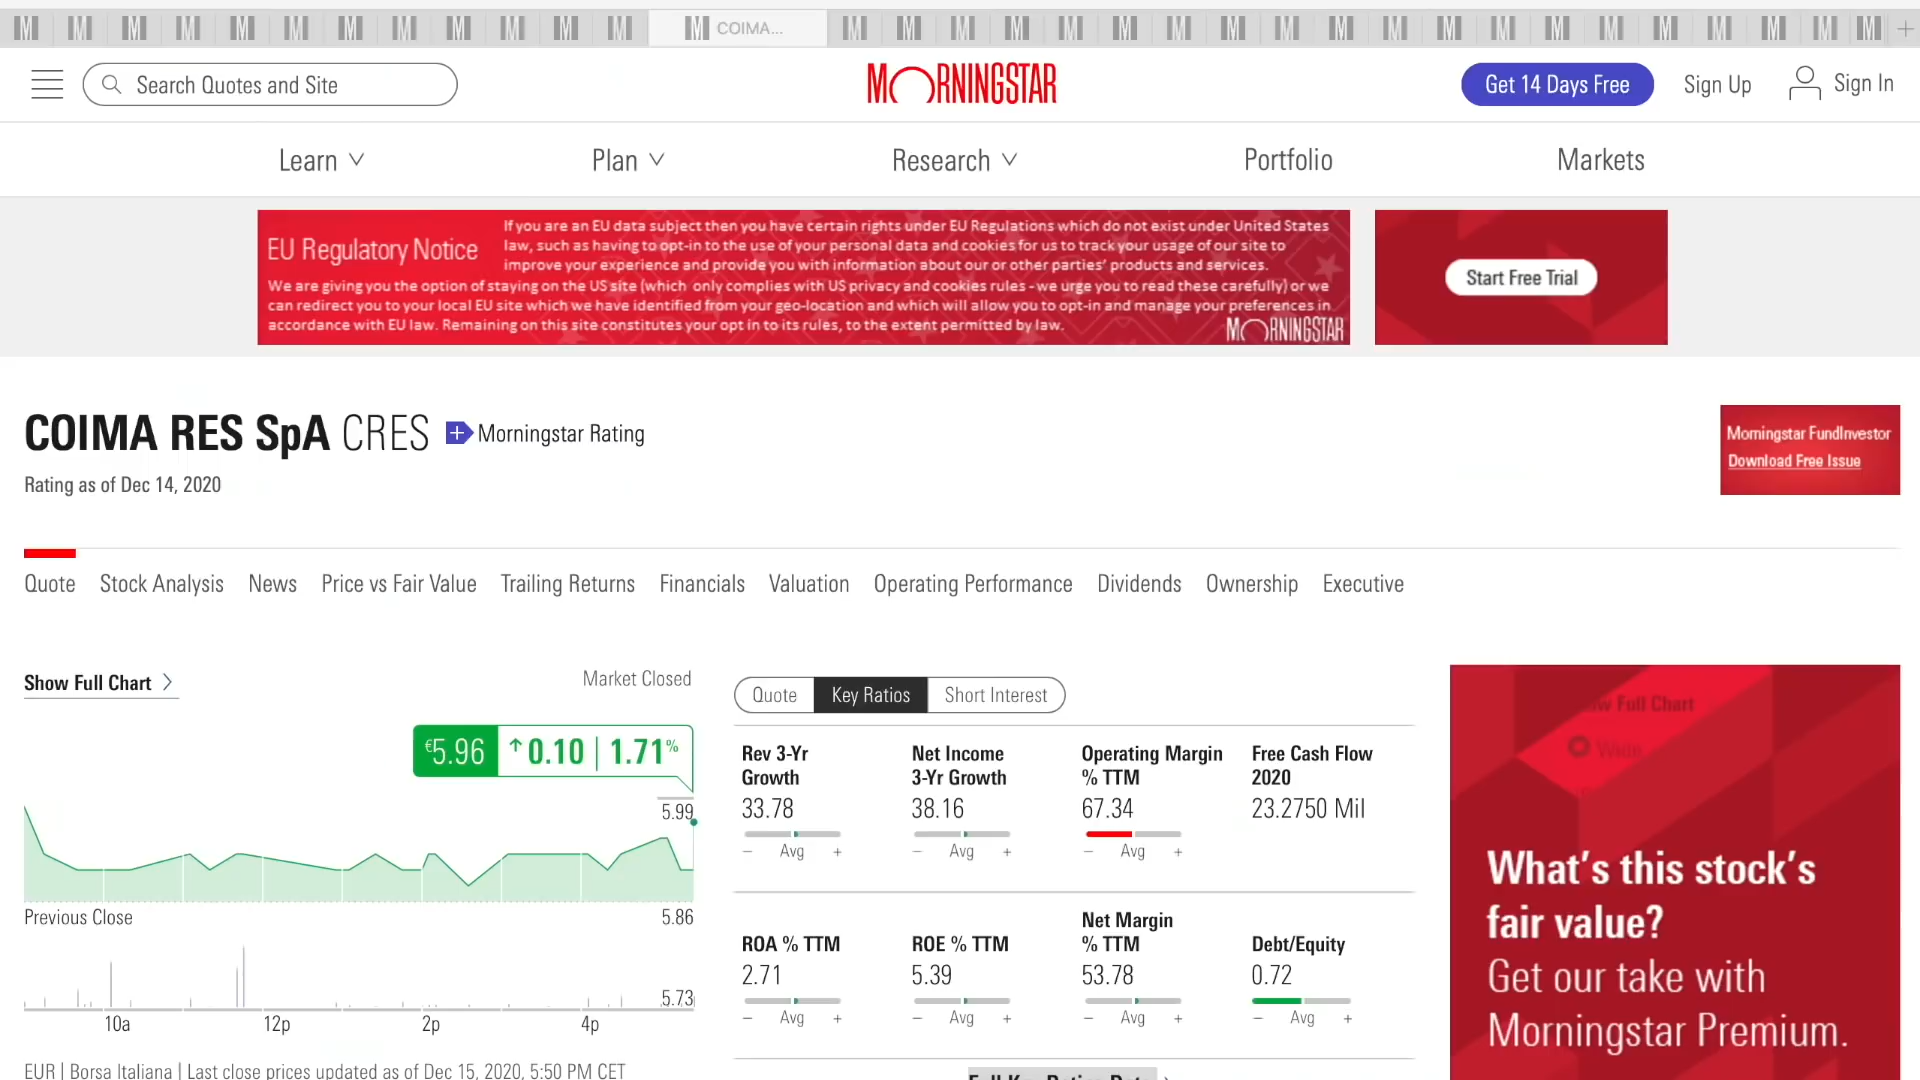 COIMA...
Search Quotes and Site
MORNINGSTAR
Get 14 Days Free
Sign Up
Sign In
Learn
Plan
Research
Portfolio
Markets
EU Regulatory Notice
If you are an EU data subject then you have certain rights under EU Regulations which do not exist under United States
law, such as having to opt-in to the use of your personal data and cookies for us to track your usage of our site to
improve your experience and provide you with information about our or other parties' products and services.
We are giving you the option of staying on the US site (which only complies with US privacy and cookies rules - we urge you to read these carefully) or we
can redirect you to your local EU site which we have identified from your geo-location and which will allow you to opt-in and manage your preferences in
accordance with EU law. Remaining on this site constitutes your opt in to its rules, to the extent permitted by law.
MORNINGSTAR
Start Free Trial
COIMA RES SpA CRES
Morningstar Rating
Rating as of Dec 14, 2020
Morningstar FundInvestor
Download Free Issue
Quote
Stock Analysis
News
Price vs Fair Value
Trailing Returns
Financials
Valuation
Operating Performance
Dividends
Ownership
Executive
Show Full Chart
Market Closed
€5.96 ↑0.10 | 1.71%
5.99
Previous Close
5.86
5.73
10a
12p
2p
4p
EUR | Borsa Italiana | Last close prices updated as of Dec 15, 2020, 5:50 PM CET
Quote
Key Ratios
Short Interest
Rev 3-Yr
Growth
33.78
− Avg +
Net Income
3-Yr Growth
38.16
− Avg +
Operating Margin
% TTM
67.34
− Avg +
Free Cash Flow
2020
23.2750 Mil
ROA % TTM
2.71
− Avg +
ROE % TTM
5.39
− Avg +
Net Margin
% TTM
53.78
− Avg +
Debt/Equity
0.72
− Avg +
Full Chart
What's this stock's
fair value?
Get our take with
Morningstar Premium.